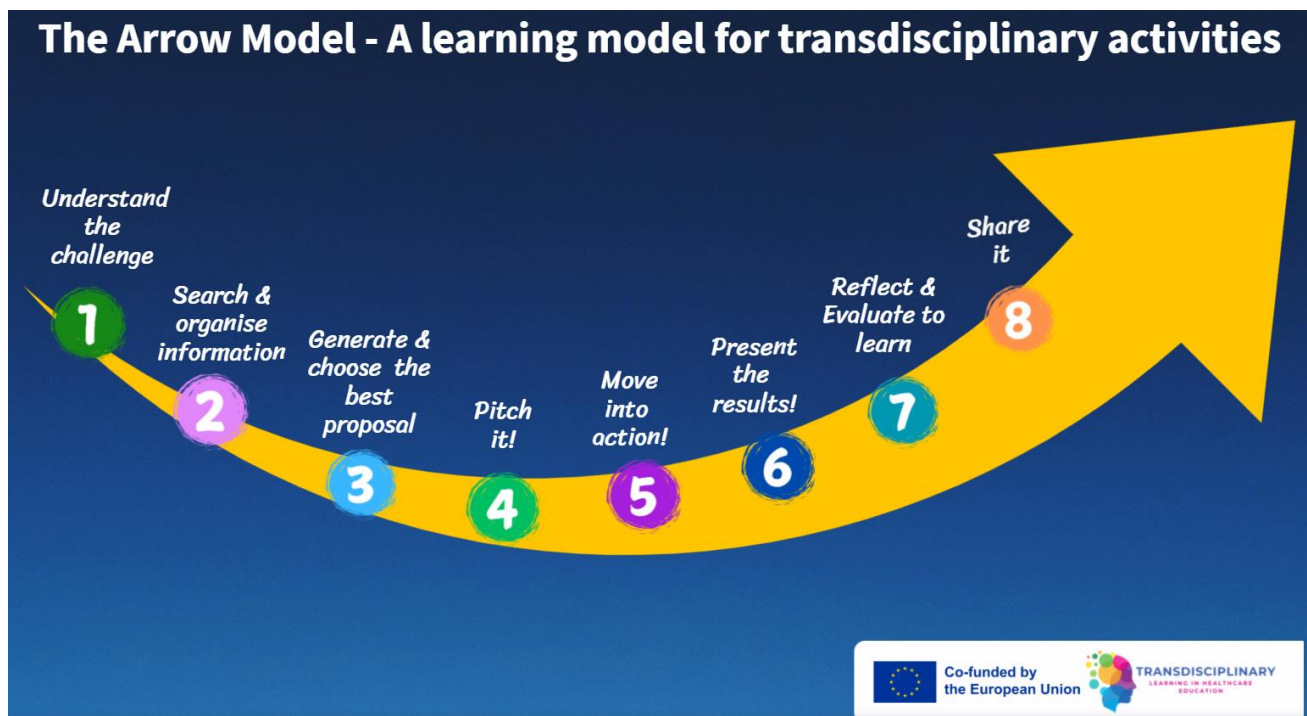 The Arrow Model - A learning model for transdisciplinary activities
Understand
the
challenge
1
Search &
organise
information
2
Generate &
choose the
best
proposal
3
Pitch
it!
4
Move
into
action!
5
Present
the
results!
6
Reflect &
Evaluate to
learn
7
Share
it
8
Co-funded by
the European Union
TRANSDISCIPLINARY
LEARNING IN HEALTHCARE
EDUCATION